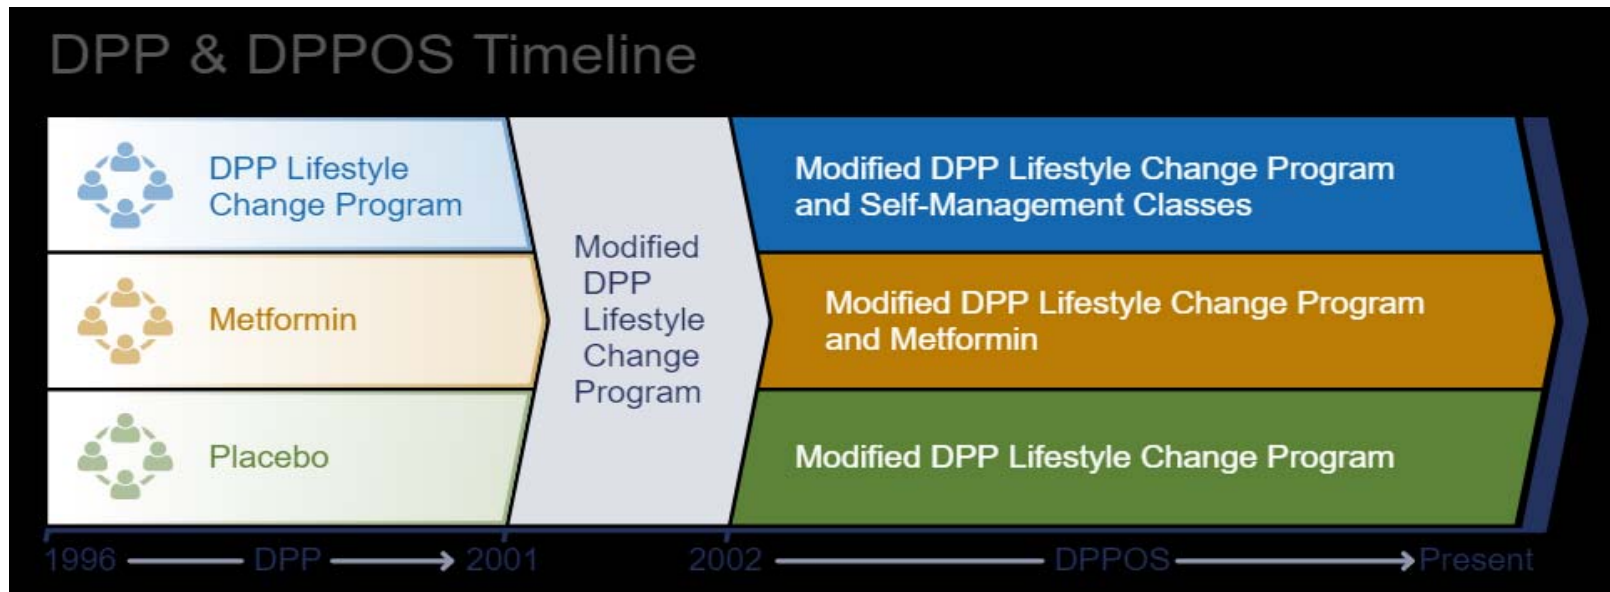 DPP & DPPOS Timeline
DPP Lifestyle
Change Program
Metformin
Placebo
Modified
DPP
Lifestyle
Change
Program
Modified DPP Lifestyle Change Program
and Self-Management Classes
Modified DPP Lifestyle Change Program
and Metformin
Modified DPP Lifestyle Change Program
1996 DPP 2001 2002 DPPOS Present